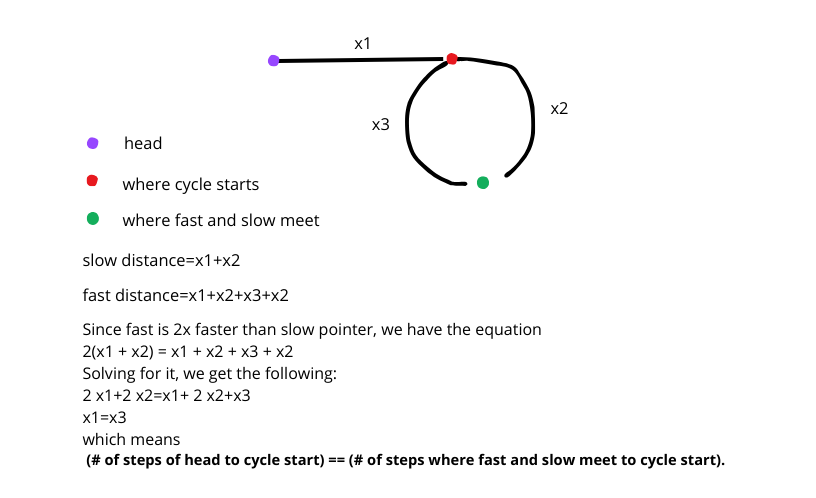 x1
x2
x3
head
where cycle starts
where fast and slow meet
slow distance=x1+x2
fast distance=x1+x2+x3+x2
Since fast is 2x faster than slow pointer, we have the equation
2(x1 + x2) = x1 + x2 + x3 + x2
Solving for it, we get the following:
2 x1+2 x2=x1+ 2 x2+x3
x1=x3
which means
(# of steps of head to cycle start) == (# of steps where fast and slow meet to cycle start).